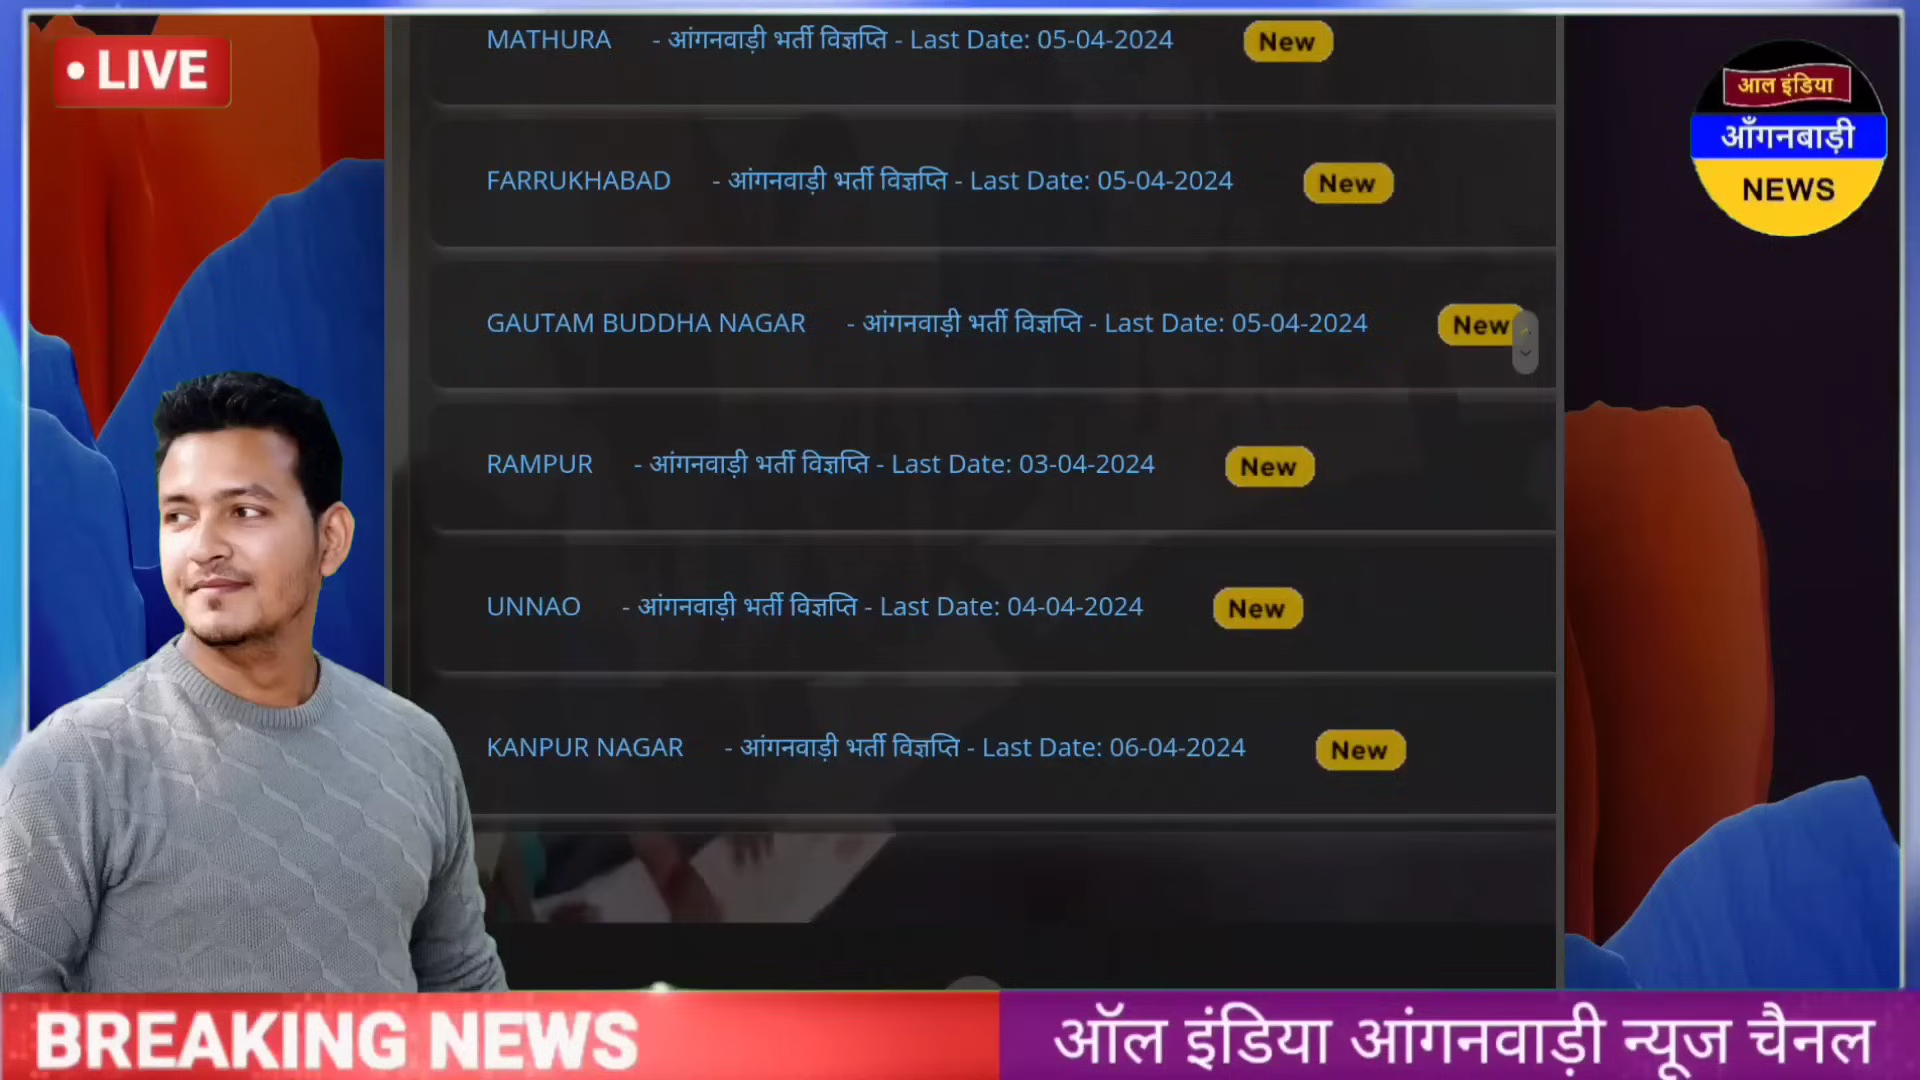 MATHURA - आंगनवाड़ी भर्ती विज्ञप्ति - Last Date: 05-04-2024 New
• LIVE
आल इंडिया
आँगनबाड़ी
NEWS
FARRUKHABAD - आंगनवाड़ी भर्ती विज्ञप्ति - Last Date: 05-04-2024 New
GAUTAM BUDDHA NAGAR - आंगनवाड़ी भर्ती विज्ञप्ति - Last Date: 05-04-2024 New
RAMPUR - आंगनवाड़ी भर्ती विज्ञप्ति - Last Date: 03-04-2024 New
UNNAO - आंगनवाड़ी भर्ती विज्ञप्ति - Last Date: 04-04-2024 New
KANPUR NAGAR - आंगनवाड़ी भर्ती विज्ञप्ति - Last Date: 06-04-2024 New
BREAKING NEWS
ऑल इंडिया आंगनवाड़ी न्यूज चैनल